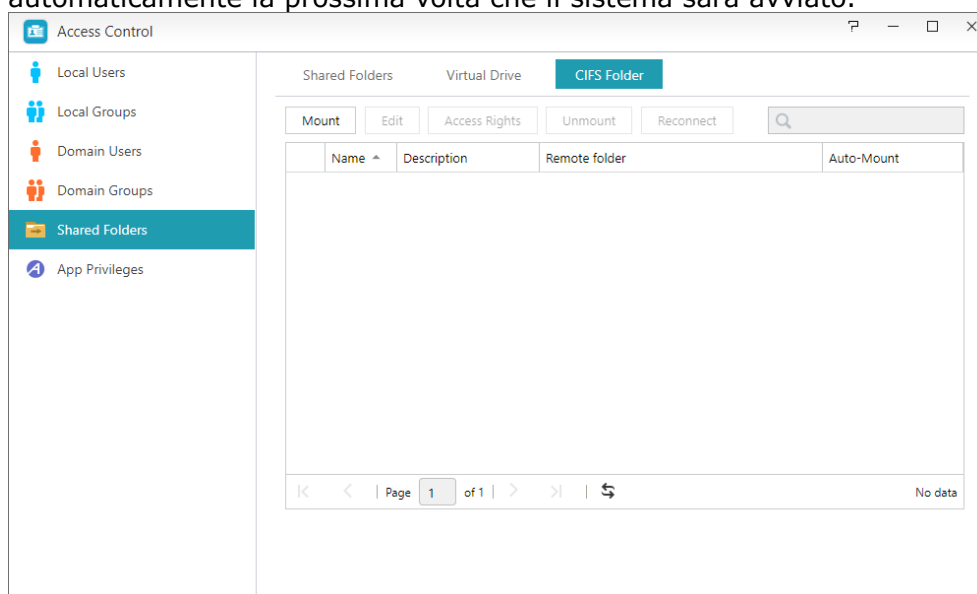 automaticamente la prossima volta che il sistema sarà avviato.
Access Control
Local Users
Local Groups
Domain Users
Domain Groups
Shared Folders
App Privileges
Shared Folders Virtual Drive CIFS Folder
Mount Edit Access Rights Unmount Reconnect
Name Description Remote folder Auto-Mount
Page 1 of 1 No data